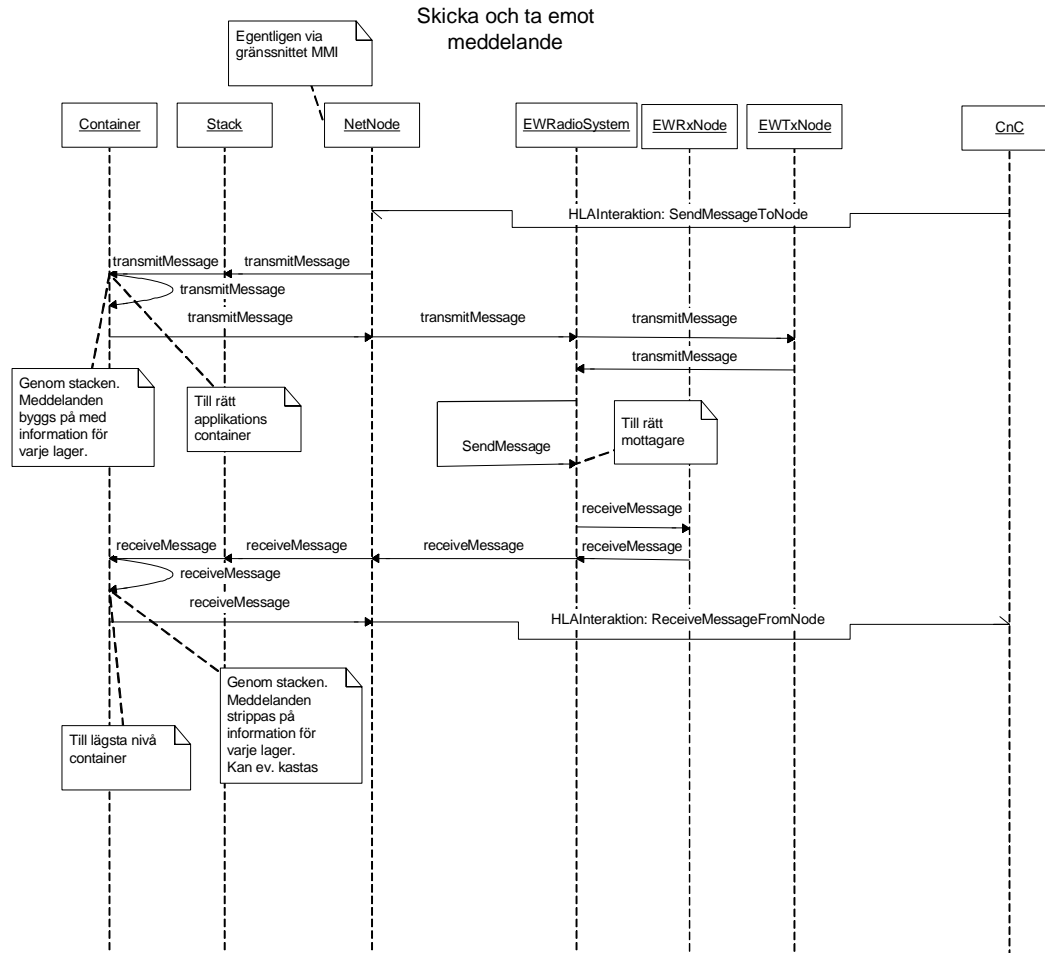 Skicka och ta emot
meddelande
Egentligen via
gränssnittet MMI
Container
Stack
NetNode
EWRadioSystem
EWRxNode
EWTxNode
CnC
HLAInteraktion: SendMessageToNode
transmitMessage
transmitMessage
transmitMessage
transmitMessage
transmitMessage
transmitMessage
transmitMessage
Genom stacken.
Meddelanden
byggs på med
information för
varje lager.
Till rätt
applikations
container
SendMessage
Till rätt
mottagare
receiveMessage
receiveMessage
receiveMessage
receiveMessage
receiveMessage
receiveMessage
receiveMessage
HLAInteraktion: ReceiveMessageFromNode
Genom stacken.
Meddelanden
strippas på
information för
varje lager.
Kan ev. kastas
Till lägsta nivå
container